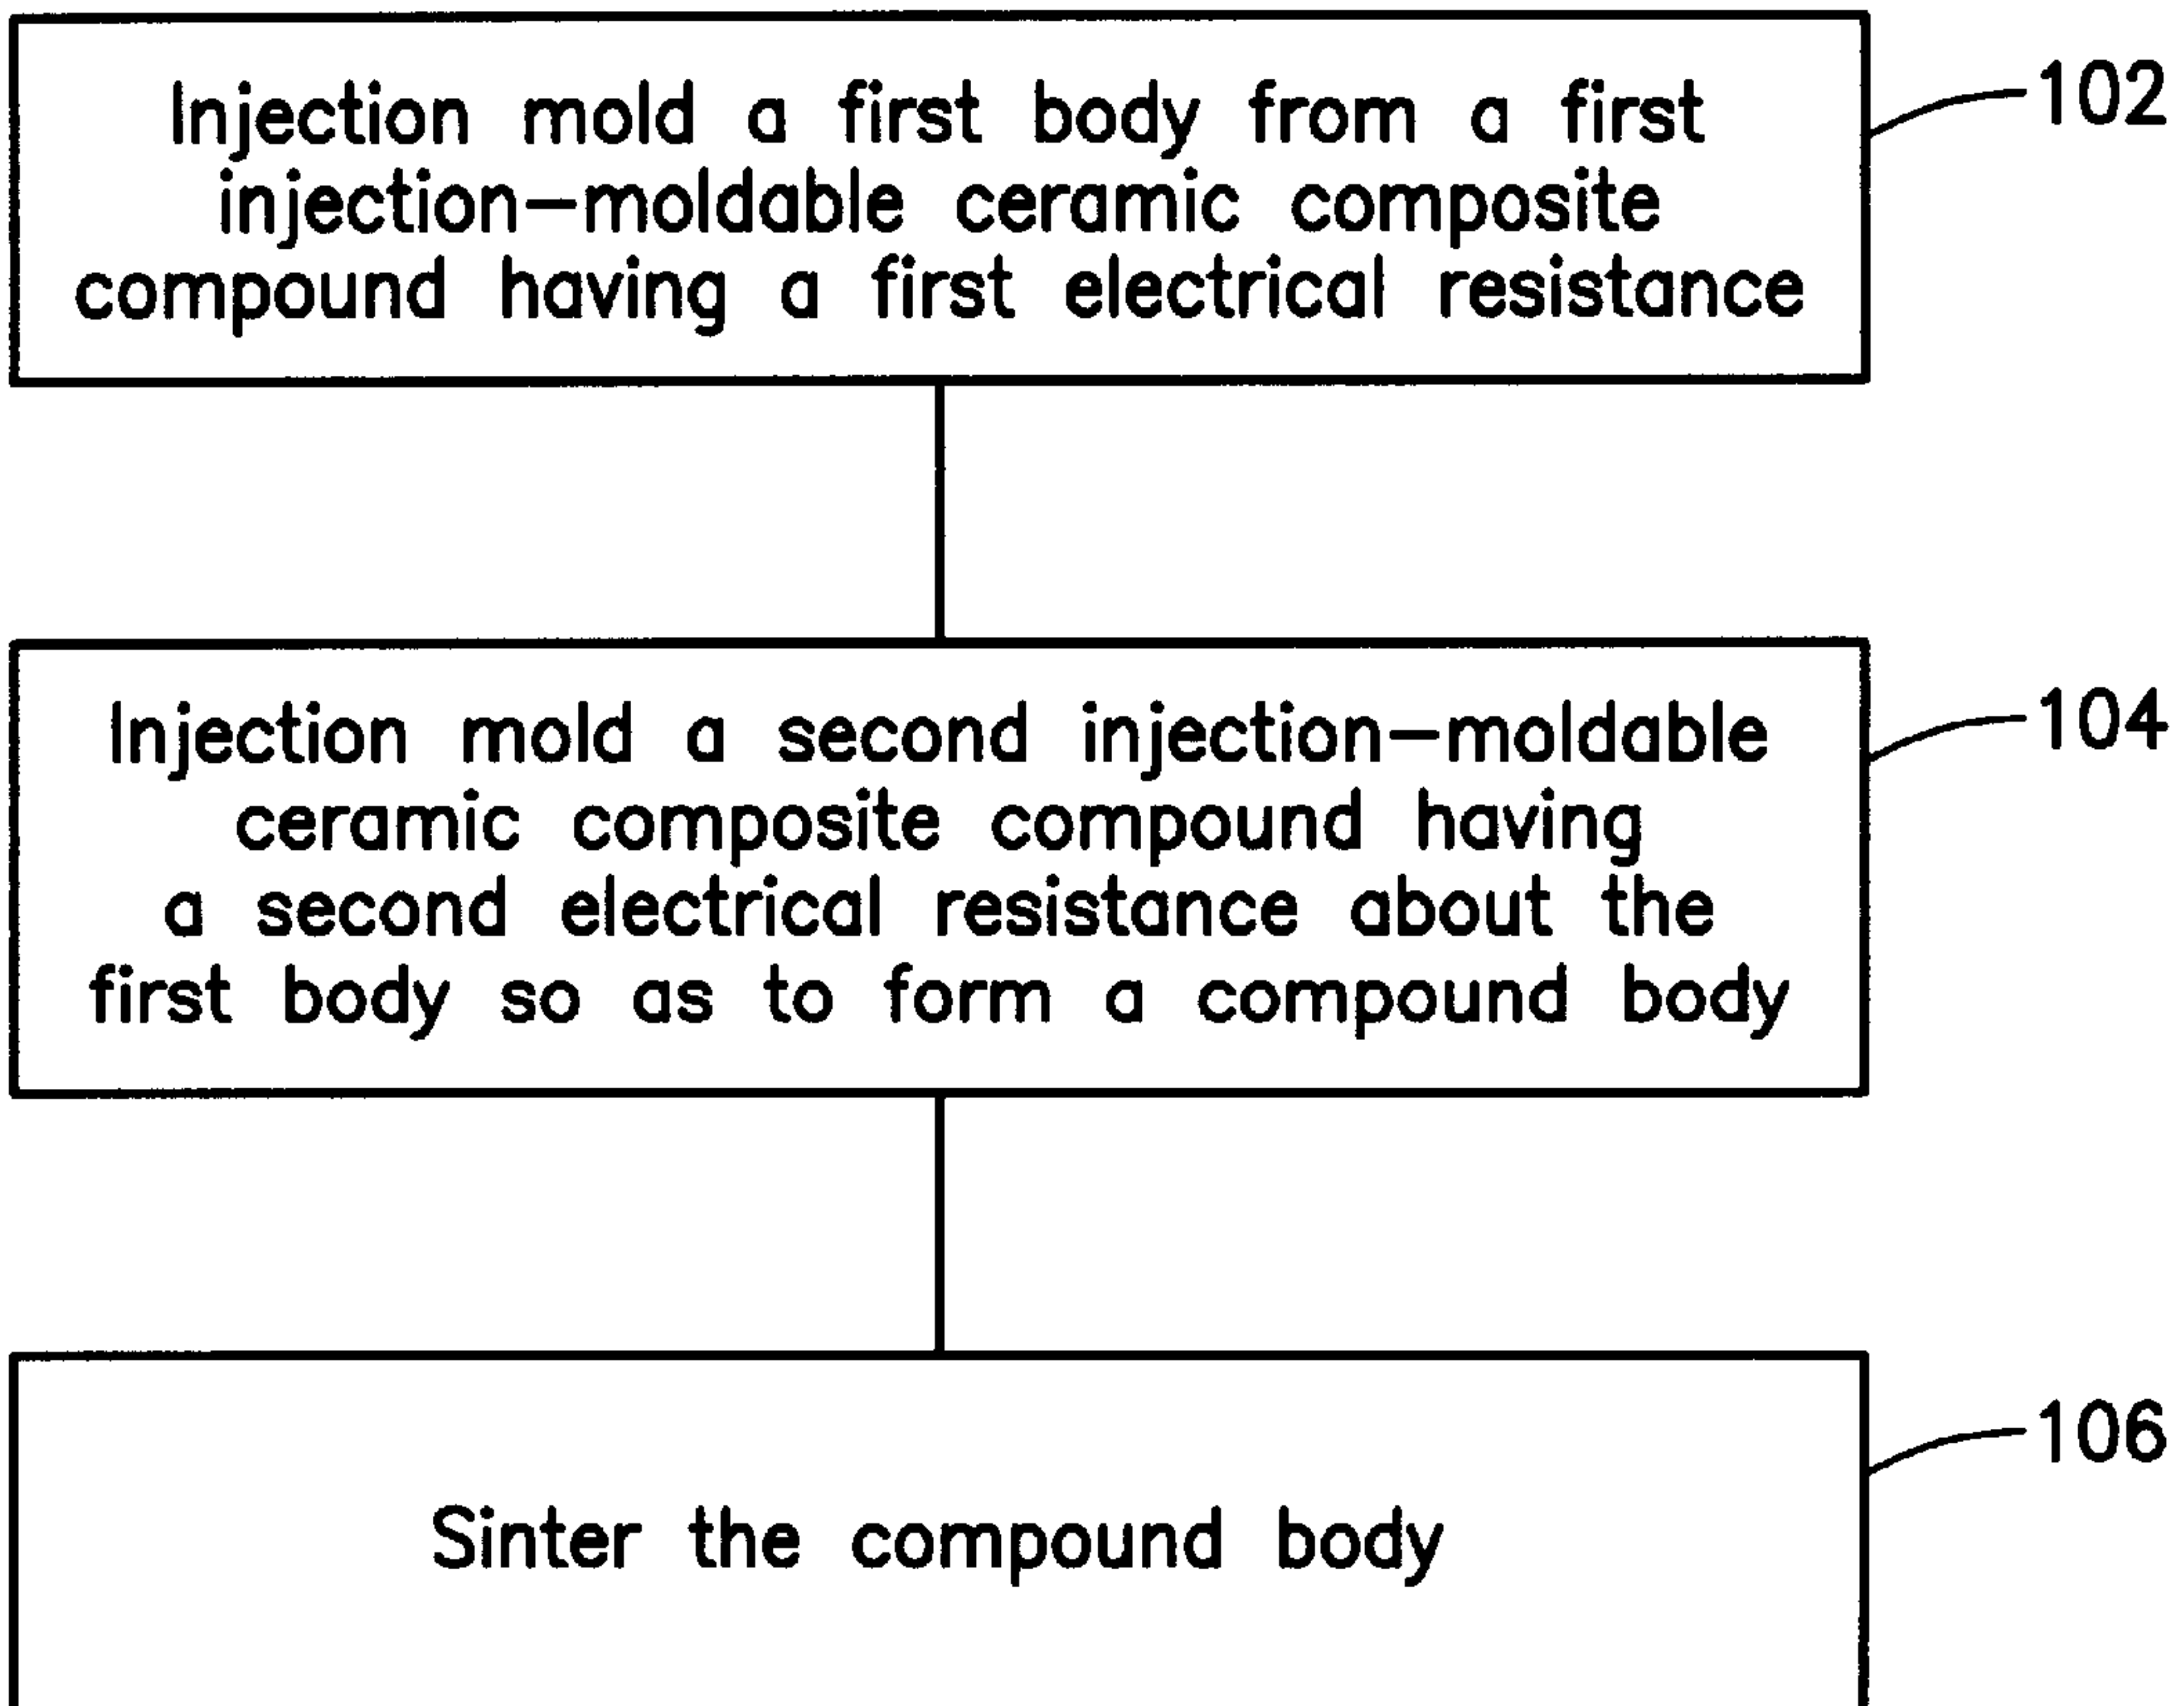 Injection mold a first body from a first
injection-moldable ceramic composite
compound having a first electrical resistance
102
Injection mold a second injection-moldable
ceramic composite compound having
a second electrical resistance about the
first body so as to form a compound body
104
Sinter the compound body
106